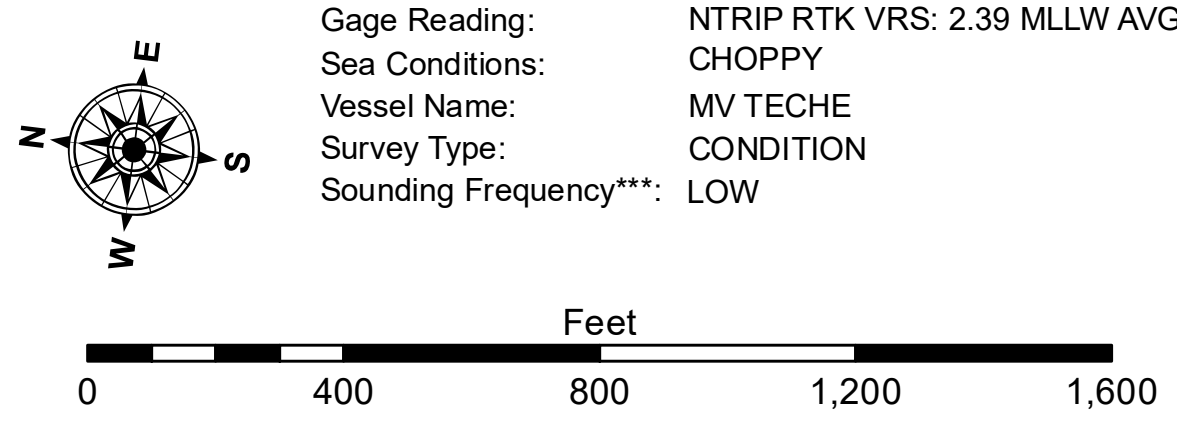 Gage Reading: NTRIP RTK VRS: 2.39 MLLW AVG
Sea Conditions: CHOPPY
Vessel Name: MV TECHE
Survey Type: CONDITION
Sounding Frequency***: LOW
E
N
S
W
Feet
0 400 800 1,200 1,600